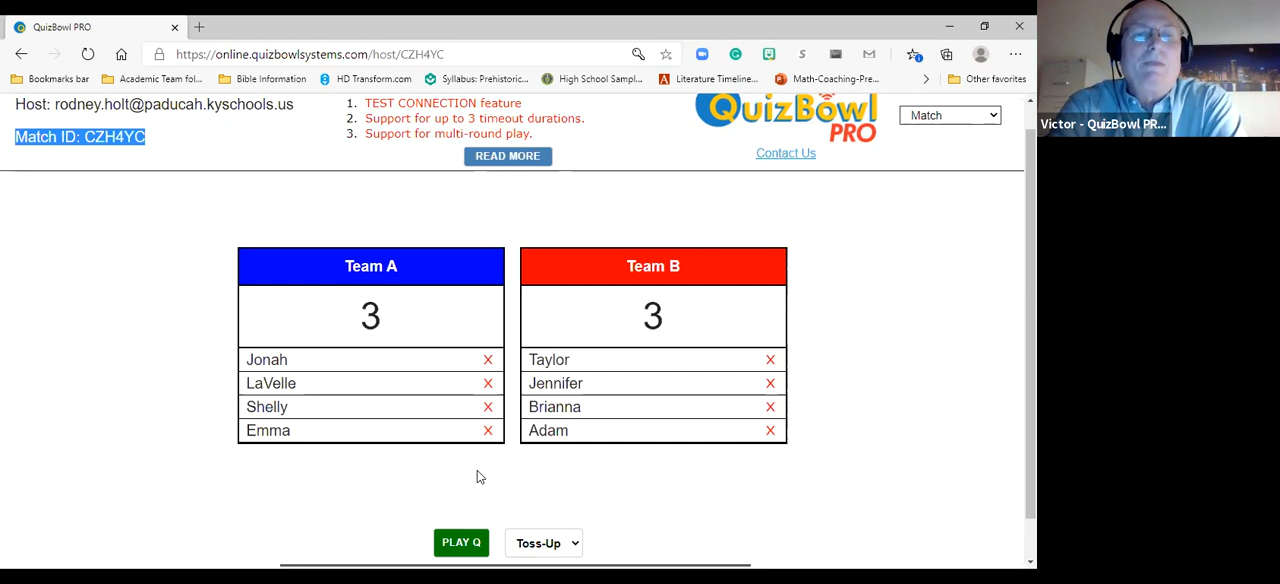 QuizBowl PRO
https://online.quizbowlsystems.com/host/CZH4YC
Bookmarks bar Academic Team fol... Bible Information HD Transform.com Syllabus: Prehistoric... High School Sampl... Literature Timeline... Math-Coaching-Pre... Other favorites
Host: rodney.holt@paducah.kyschools.us
Match ID: CZH4YC
1. TEST CONNECTION feature
2. Support for up to 3 timeout durations.
3. Support for multi-round play.
READ MORE
QuizBowl
PRO
Contact Us
Match
Victor - QuizBowl PR...
Team A
3
Jonah X
LaVelle X
Shelly X
Emma X
Team B
3
Taylor X
Jennifer X
Brianna X
Adam X
PLAY Q
Toss-Up